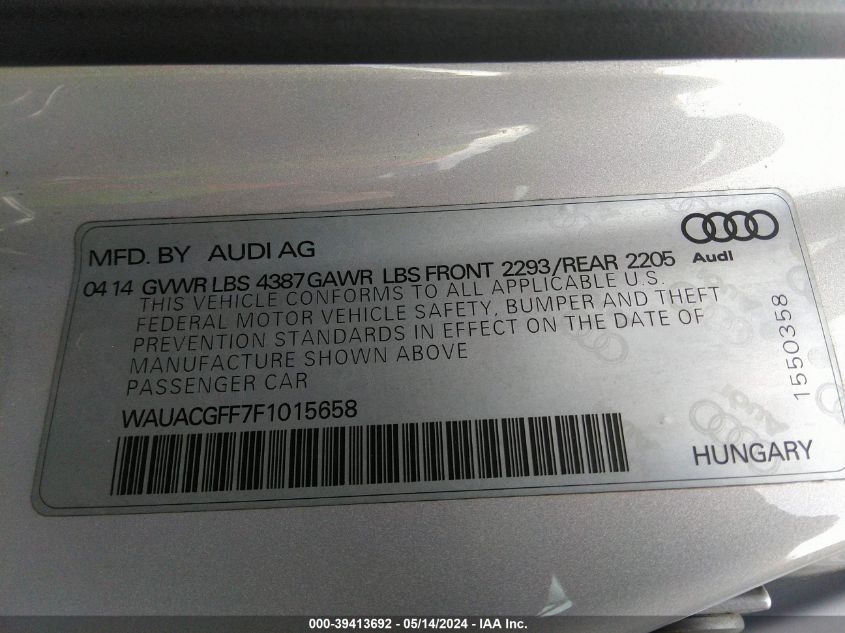 MFD. BY AUDI AG
Audi
04 14 GVWR LBS 4387 GAWR LBS FRONT 2293/REAR 2205
THIS VEHICLE CONFORMS TO ALL APPLICABLE U.S.
FEDERAL MOTOR VEHICLE SAFETY, BUMPER AND THEFT
PREVENTION STANDARDS IN EFFECT ON THE DATE OF
MANUFACTURE SHOWN ABOVE
PASSENGER CAR
1550358
WAUACGFF7F1015658
HUNGARY
000-39413692 - 05/14/2024 - IAA Inc.